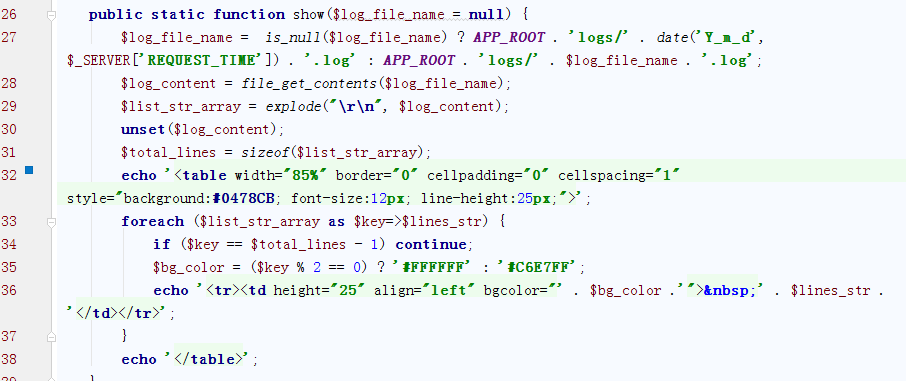 26 public static function show($log_file_name = null) {
27 $log_file_name =  is_null($log_file_name) ? APP_ROOT . 'logs/' . date('Y_m_d',
$_SERVER['REQUEST_TIME']) . '.log' : APP_ROOT . 'logs/' . $log_file_name . '.log';
28 $log_content = file_get_contents($log_file_name);
29 $list_str_array = explode("\r\n", $log_content);
30 unset($log_content);
31 $total_lines = sizeof($list_str_array);
32 echo '<table width="85%" border="0" cellpadding="0" cellspacing="1"
style="background:#0478CB; font-size:12px; line-height:25px;">';
33 foreach ($list_str_array as $key=>$lines_str) {
34 if ($key == $total_lines - 1) continue;
35 $bg_color = ($key % 2 == 0) ? '#FFFFFF' : '#C6E7FF';
36 echo '<tr><td height="25" align="left" bgcolor="' . $bg_color .'">&nbsp;' . $lines_str .
'</td></tr>';
37 }
38 echo '</table>';